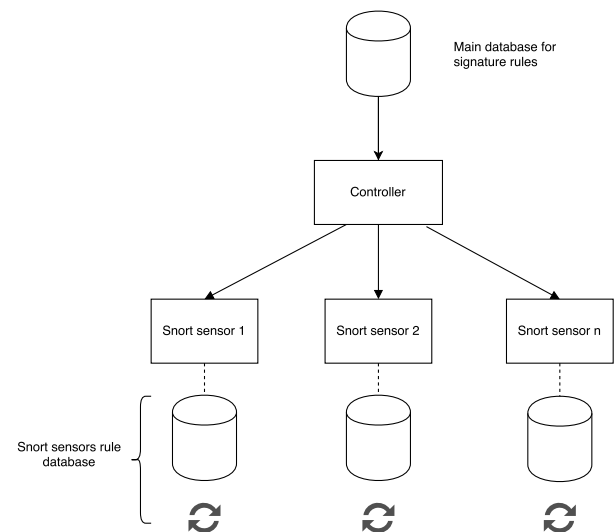 Main database for
signature rules
Controller
Snort sensor 1
Snort sensor 2
Snort sensor n
Snort sensors rule
database